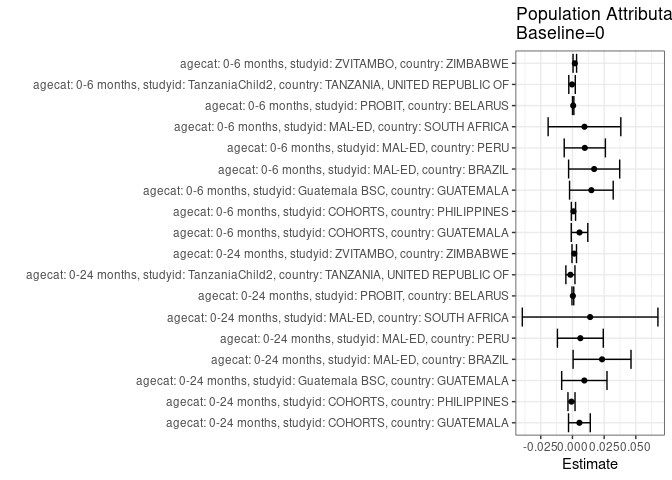 Population Attributa
Baseline=0
agecat: 0-6 months, studyid: ZVITAMBO, country: ZIMBABWE
agecat: 0-6 months, studyid: TanzaniaChild2, country: TANZANIA, UNITED REPUBLIC OF
agecat: 0-6 months, studyid: PROBIT, country: BELARUS
agecat: 0-6 months, studyid: MAL-ED, country: SOUTH AFRICA
agecat: 0-6 months, studyid: MAL-ED, country: PERU
agecat: 0-6 months, studyid: MAL-ED, country: BRAZIL
agecat: 0-6 months, studyid: Guatemala BSC, country: GUATEMALA
agecat: 0-6 months, studyid: COHORTS, country: PHILIPPINES
agecat: 0-6 months, studyid: COHORTS, country: GUATEMALA
agecat: 0-24 months, studyid: ZVITAMBO, country: ZIMBABWE
agecat: 0-24 months, studyid: TanzaniaChild2, country: TANZANIA, UNITED REPUBLIC OF
agecat: 0-24 months, studyid: PROBIT, country: BELARUS
agecat: 0-24 months, studyid: MAL-ED, country: SOUTH AFRICA
agecat: 0-24 months, studyid: MAL-ED, country: PERU
agecat: 0-24 months, studyid: MAL-ED, country: BRAZIL
agecat: 0-24 months, studyid: Guatemala BSC, country: GUATEMALA
agecat: 0-24 months, studyid: COHORTS, country: PHILIPPINES
agecat: 0-24 months, studyid: COHORTS, country: GUATEMALA
-0.025 0.000 0.025 0.050
Estimate